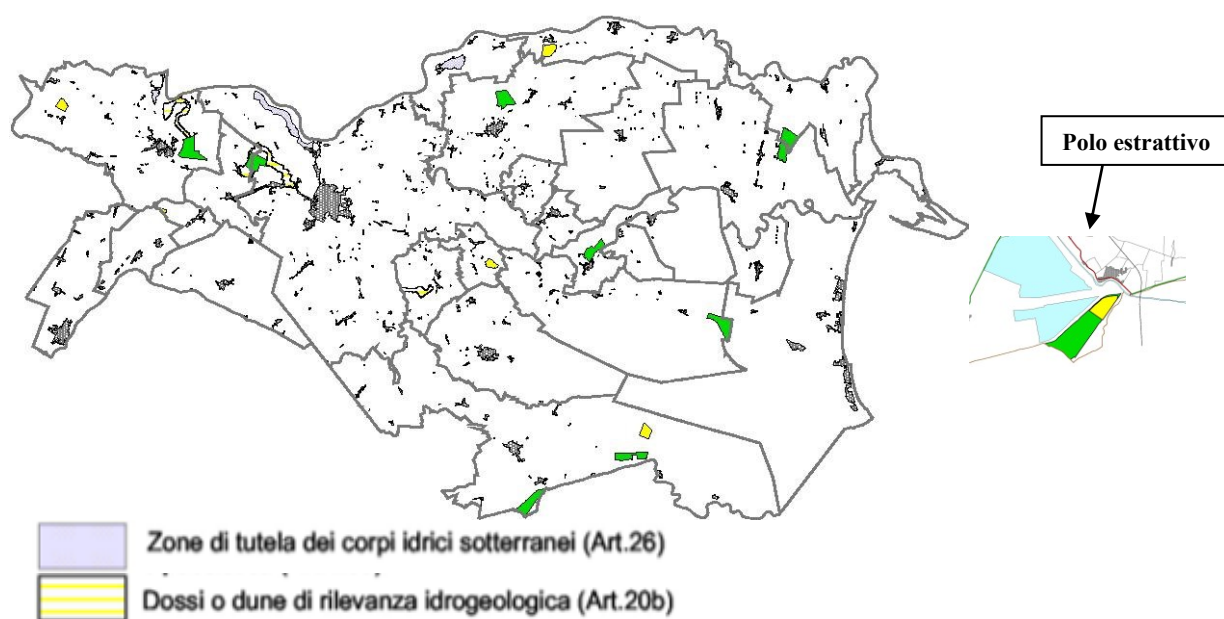 Polo estrattivo
Zone di tutela dei corpi idrici sotterranei (Art.26)
Dossi o dune di rilevanza idrogeologica (Art.20b)